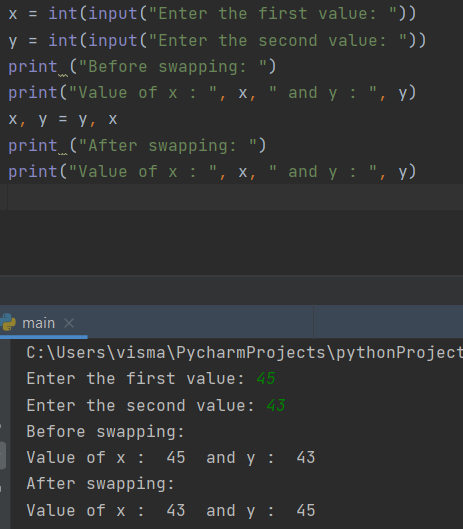 x = int(input("Enter the first value: "))
y = int(input("Enter the second value: "))
print ("Before swapping: ")
print("Value of x : ", x, " and y : ", y)
x, y = y, x
print ("After swapping: ")
print("Value of x : ", x, " and y : ", y)
main
C:\Users\visma\PycharmProjects\pythonProject
Enter the first value: 45
Enter the second value: 43
Before swapping:
Value of x :  45  and y :  43
After swapping:
Value of x :  43  and y :  45